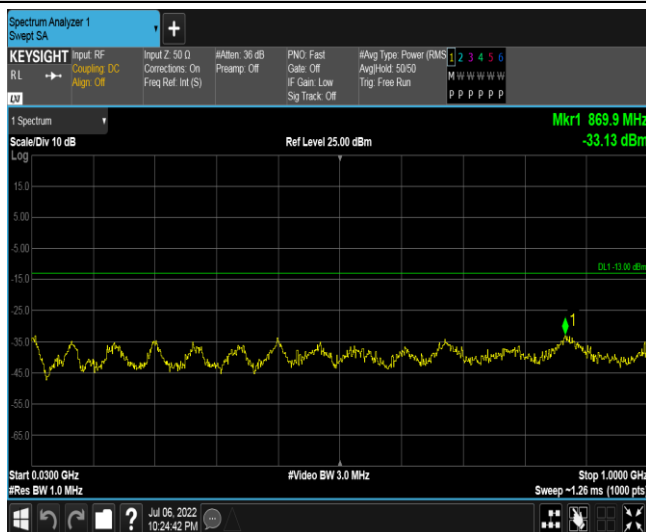 Spectrum Analyzer 1
Swept SA
+
KEYSIGHT
RL
LXI
Input: RF
Coupling: DC
Align: Off
Input Z: 50 Ω
Corrections: On
Freq Ref: Int (S)
#Atten: 36 dB
Preamp: Off
PNO: Fast
Gate: Off
IF Gain: Low
Sig Track: Off
#Avg Type: Power (RMS
Avg|Hold: 50/50
Trig: Free Run
1 2 3 4 5 6
M W W W W W
P P P P P P
1 Spectrum
Scale/Div 10 dB
Ref Level 25.00 dBm
Mkr1 869.9 MHz
-33.13 dBm
Log
15.0
5.00
-5.00
DL1 -13.00 dBm
-15.0
-25.0
1
-35.0
-45.0
-55.0
-65.0
Start 0.0300 GHz
#Video BW 3.0 MHz
Stop 1.0000 GHz
#Res BW 1.0 MHz
Sweep ~1.26 ms (1000 pts)
?
Jul 06, 2022
10:24:42 PM